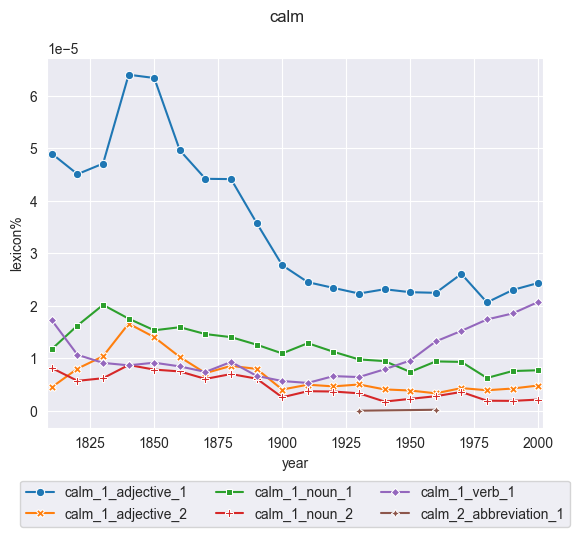 calm
1e−5
6
5
4
3
2
1
0
lexicon%
1825 1850 1875 1900 1925 1950 1975 2000
year
calm_1_adjective_1 calm_1_noun_1 calm_1_verb_1
calm_1_adjective_2 calm_1_noun_2 calm_2_abbreviation_1